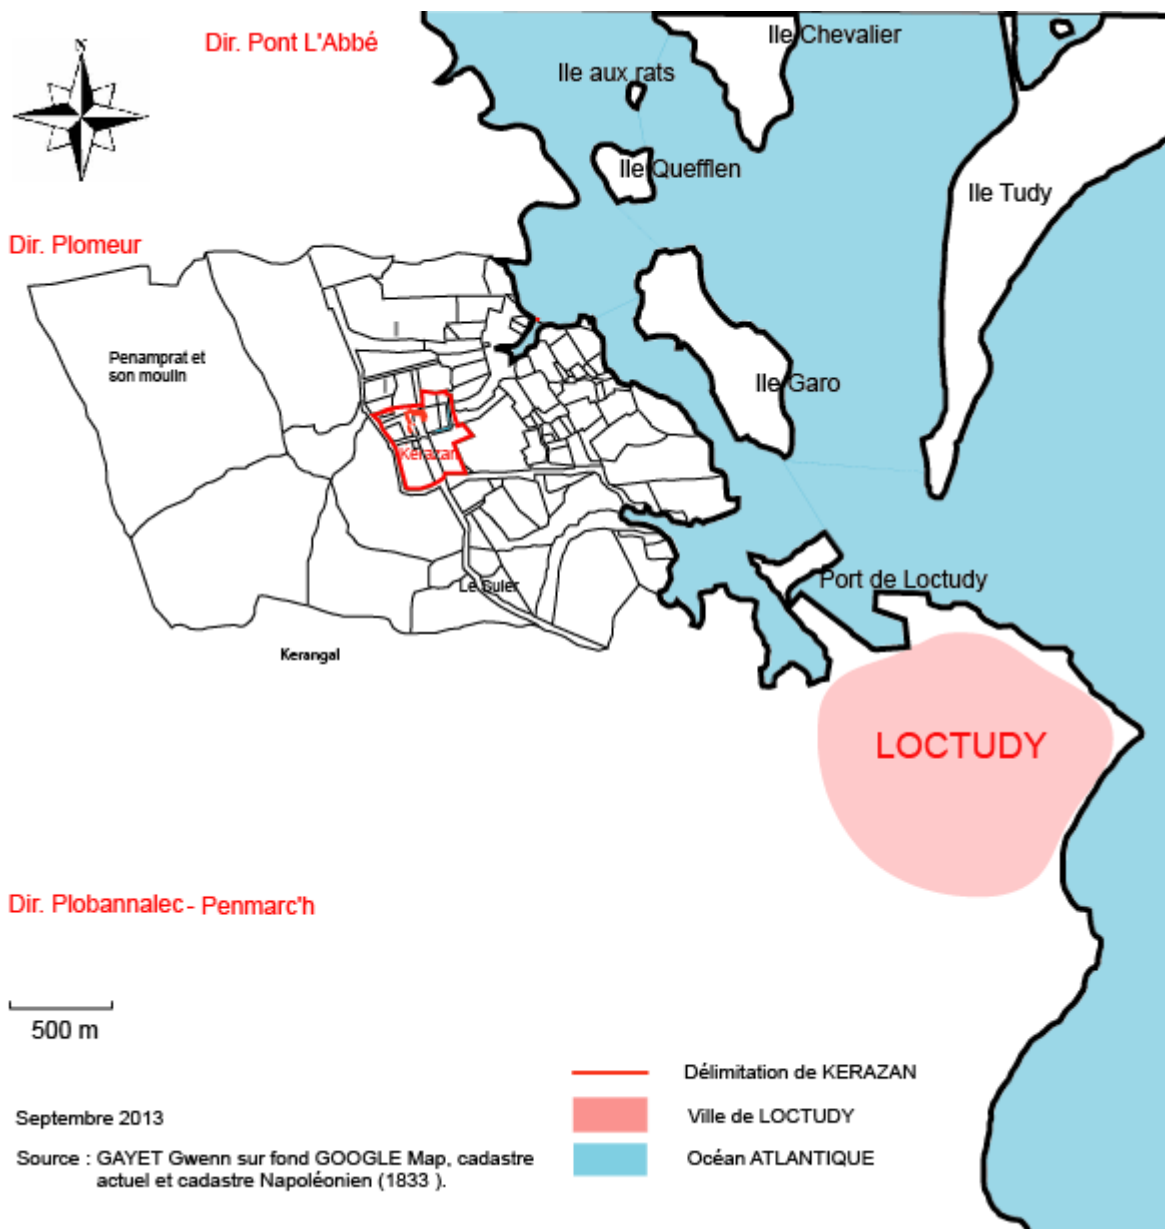 Dir. Pont L'Abbé
Ile Chevalier
N
Ile aux rats
Ile Quefflen
Ile Tudy
Dir. Plomeur
Penamprat et
son moulin
Ile Garo
Kerazan
Port de Loctudy
Le Suler
Kerangal
LOCTUDY
Dir. Plobannalec - Penmarc'h
500 m
Délimitation de KERAZAN
Septembre 2013
Ville de LOCTUDY
Source : GAYET Gwenn sur fond GOOGLE Map, cadastre
actuel et cadastre Napoléonien (1833 ).
Océan ATLANTIQUE